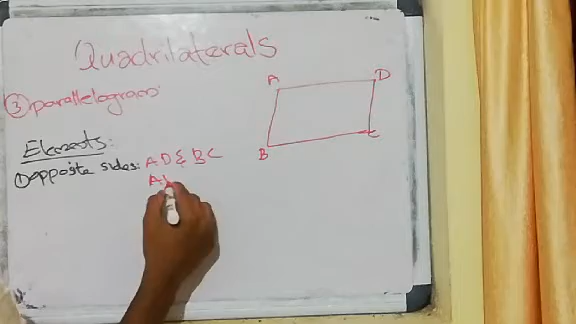 Quadrilaterals
③ parallelogram:
A D
B C
Elements:
① opposite sides: AD & BC
A